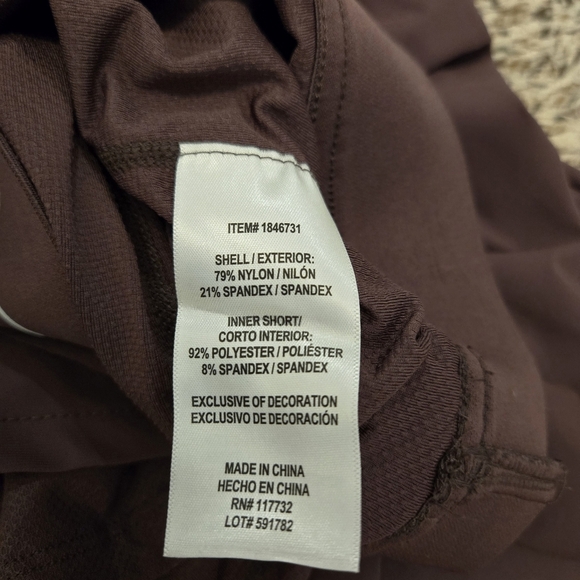 ITEM# 1846731
SHELL / EXTERIOR:
79% NYLON / NILÓN
21% SPANDEX / SPANDEX
INNER SHORT/
CORTO INTERIOR:
92% POLYESTER / POLIÉSTER
8% SPANDEX / SPANDEX
EXCLUSIVE OF DECORATION
EXCLUSIVO DE DECORACIÓN
MADE IN CHINA
HECHO EN CHINA
RN# 117732
LOT# 591782